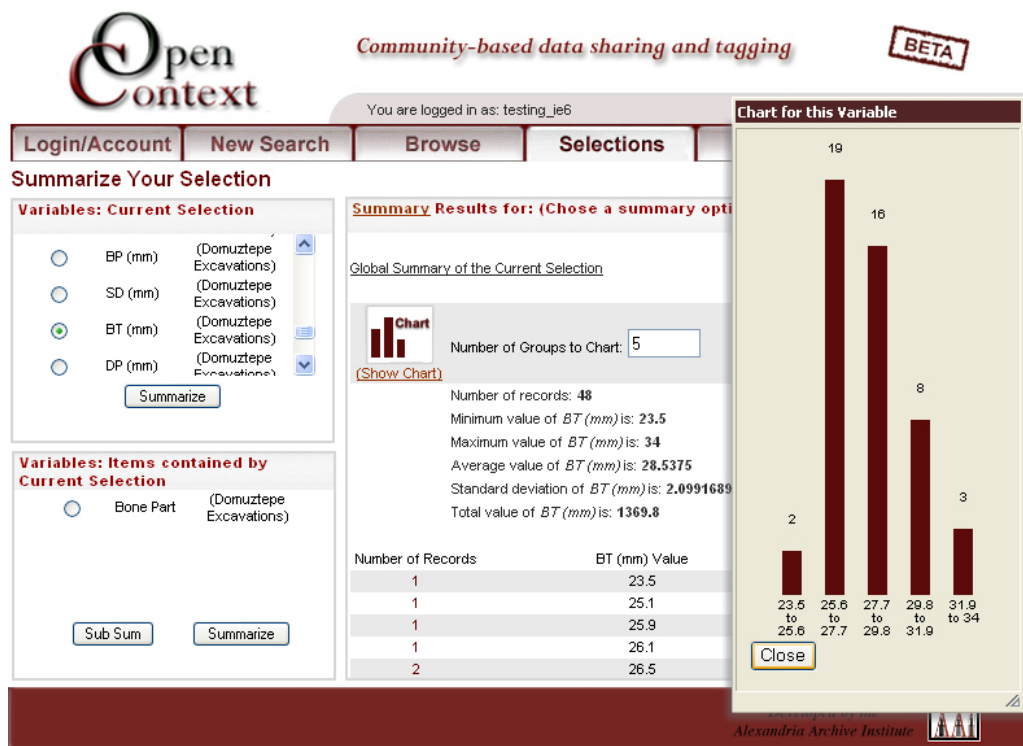 Open Context
Community-based data sharing and tagging
BETA
You are logged in as: testing_ie6
Login/Account
New Search
Browse
Selections
Summarize Your Selection
Variables: Current Selection
BP (mm) (Domuztepe Excavations)
SD (mm) (Domuztepe Excavations)
BT (mm) (Domuztepe Excavations)
DP (mm) (Domuztepe Excavations)
Summarize
Variables: Items contained by
Current Selection
Bone Part (Domuztepe Excavations)
Sub Sum
Summarize
Summary Results for: (Chose a summary opti
Global Summary of the Current Selection
Chart
(Show Chart)
Number of Groups to Chart: 5
Number of records: 48
Minimum value of BT (mm) is: 23.5
Maximum value of BT (mm) is: 34
Average value of BT (mm) is: 28.5375
Standard deviation of BT (mm) is: 2.0991689
Total value of BT (mm) is: 1369.8
Number of Records BT (mm) Value
1 23.5
1 25.1
1 25.9
1 26.1
2 26.5
Chart for this Variable
19
16
8
3
2
23.5 to 25.6
25.6 to 27.7
27.7 to 29.8
29.8 to 31.9
31.9 to 34
Close
Developed by the
Alexandria Archive Institute
AAI